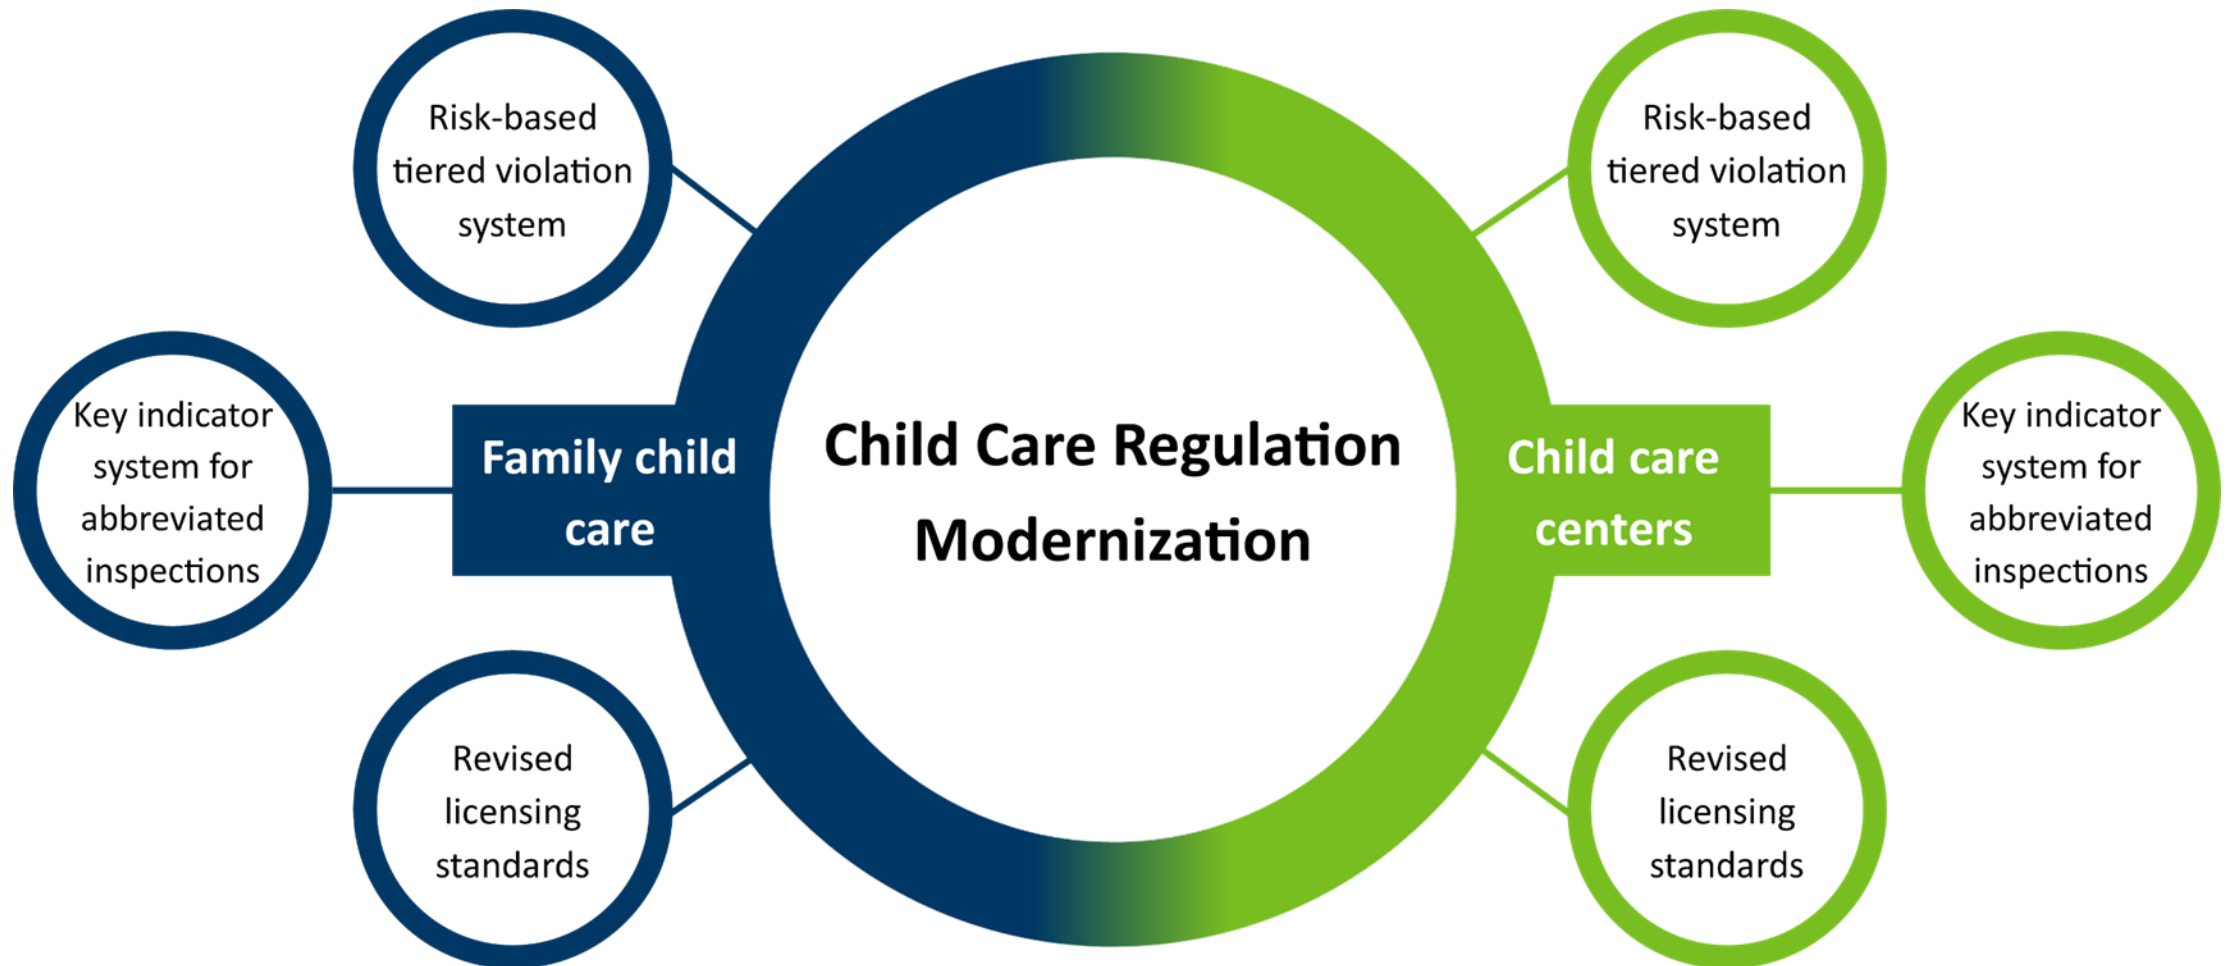 Risk-based
tiered violation
system
Key indicator
system for
abbreviated
inspections
Family child
care
Revised
licensing
standards
Child Care Regulation
Modernization
Risk-based
tiered violation
system
Child care
centers
Key indicator
system for
abbreviated
inspections
Revised
licensing
standards